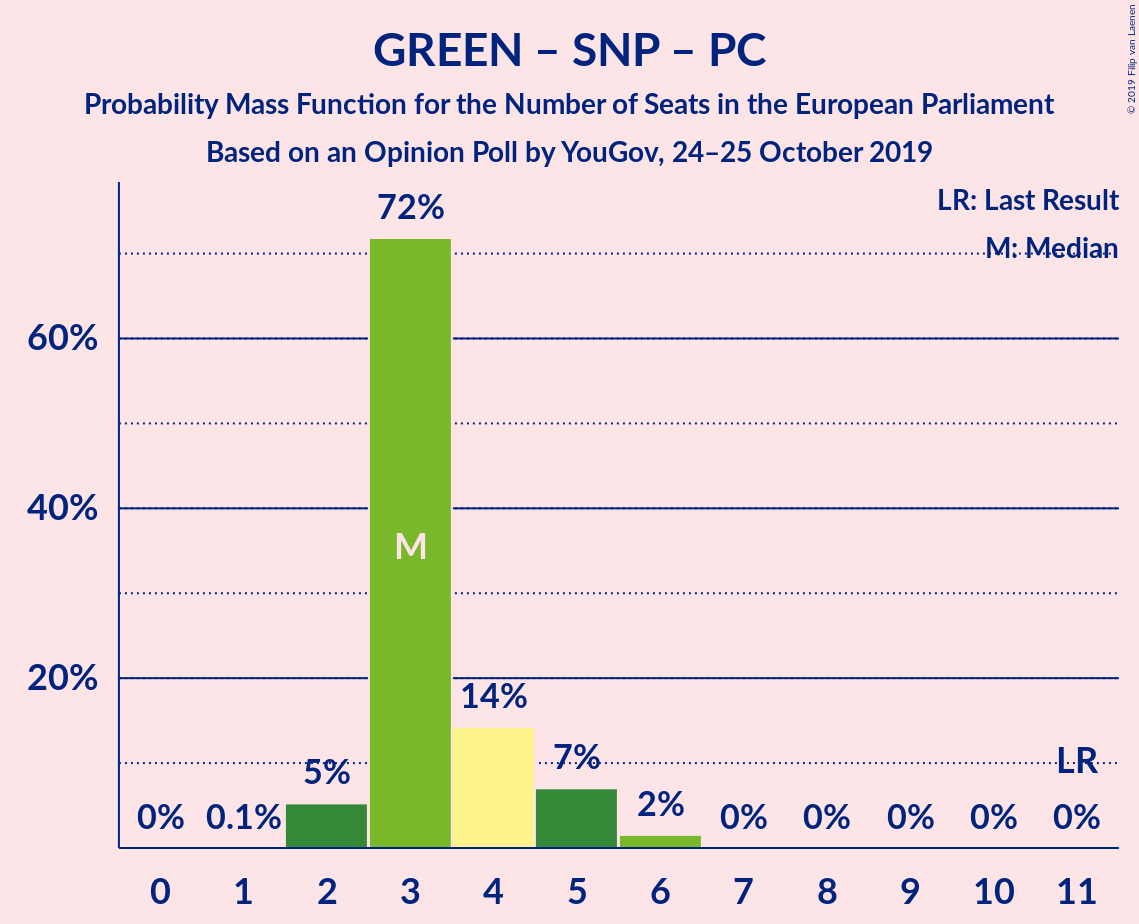 GREEN – SNP – PC
Probability Mass Function for the Number of Seats in the European Parliament
Based on an Opinion Poll by YouGov, 24–25 October 2019
© 2019 Filip van Laenen
LR: Last Result
M: Median
72%
60%
40%
M
20%
14%
7%
5%
2%
LR
0% 0.1% 0% 0% 0% 0% 0%
0 1 2 3 4 5 6 7 8 9 10 11